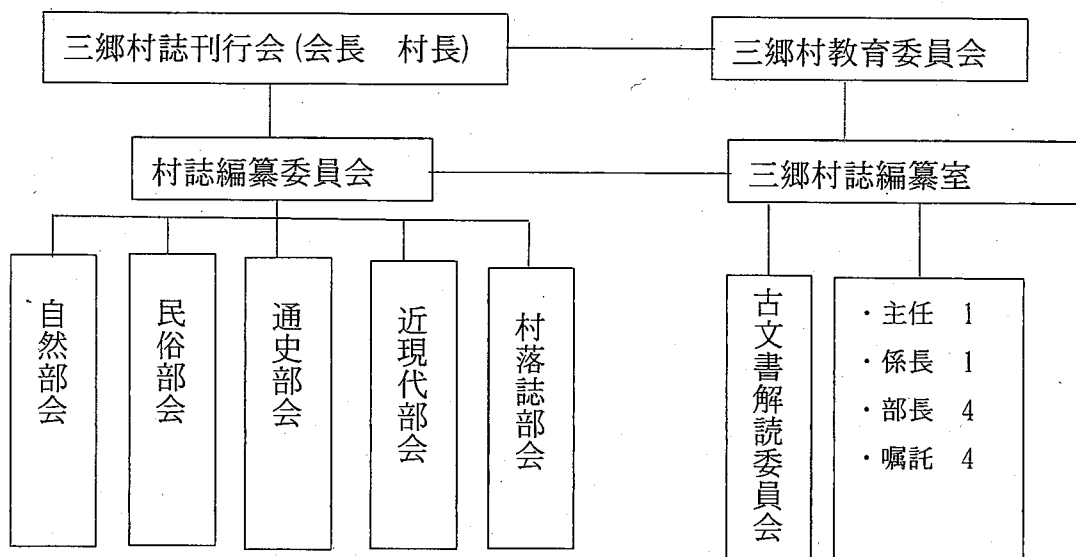 三郷村誌刊行会(会長　村長)
三郷村教育委員会
村誌編纂委員会
三郷村誌編纂室
自然部会
民俗部会
通史部会
近現代部会
村落誌部会
古文書解読委員会
・主任　1
・係長　1
・部長　4
・嘱託　4